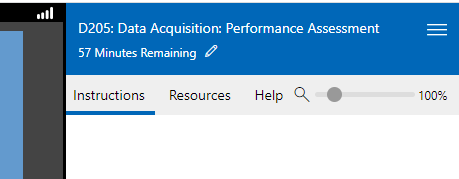 D205: Data Acquisition: Performance Assessment
57 Minutes Remaining
Instructions Resources Help 100%